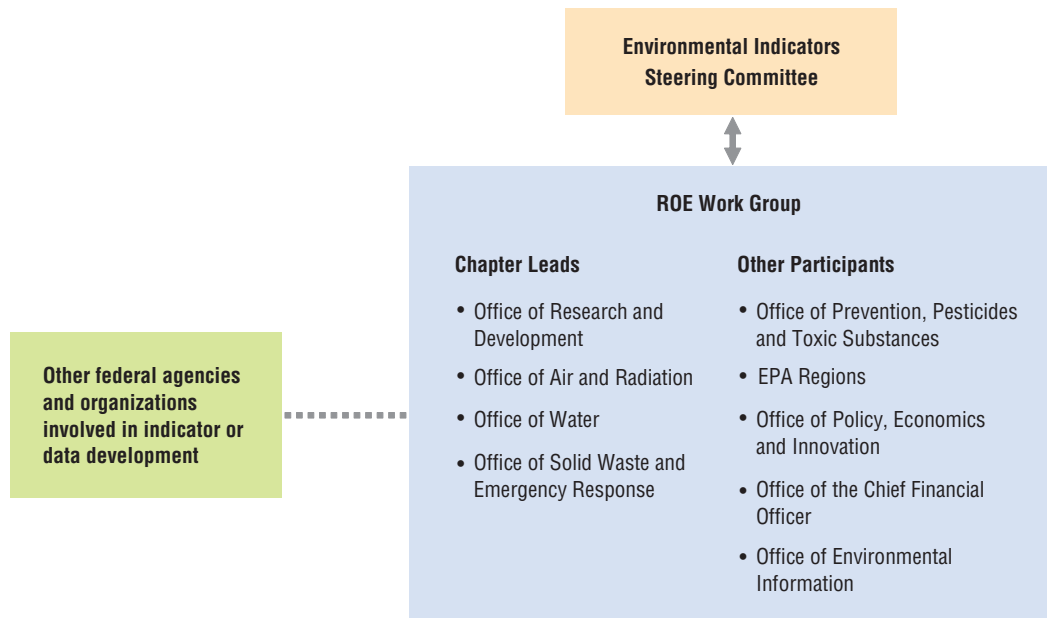 Environmental Indicators
Steering Committee
ROE Work Group
Chapter Leads
• Office of Research and
Development
• Office of Air and Radiation
• Office of Water
• Office of Solid Waste and
Emergency Response
Other Participants
• Office of Prevention, Pesticides
and Toxic Substances
• EPA Regions
• Office of Policy, Economics
and Innovation
• Office of the Chief Financial
Officer
• Office of Environmental
Information
Other federal agencies
and organizations
involved in indicator or
data development